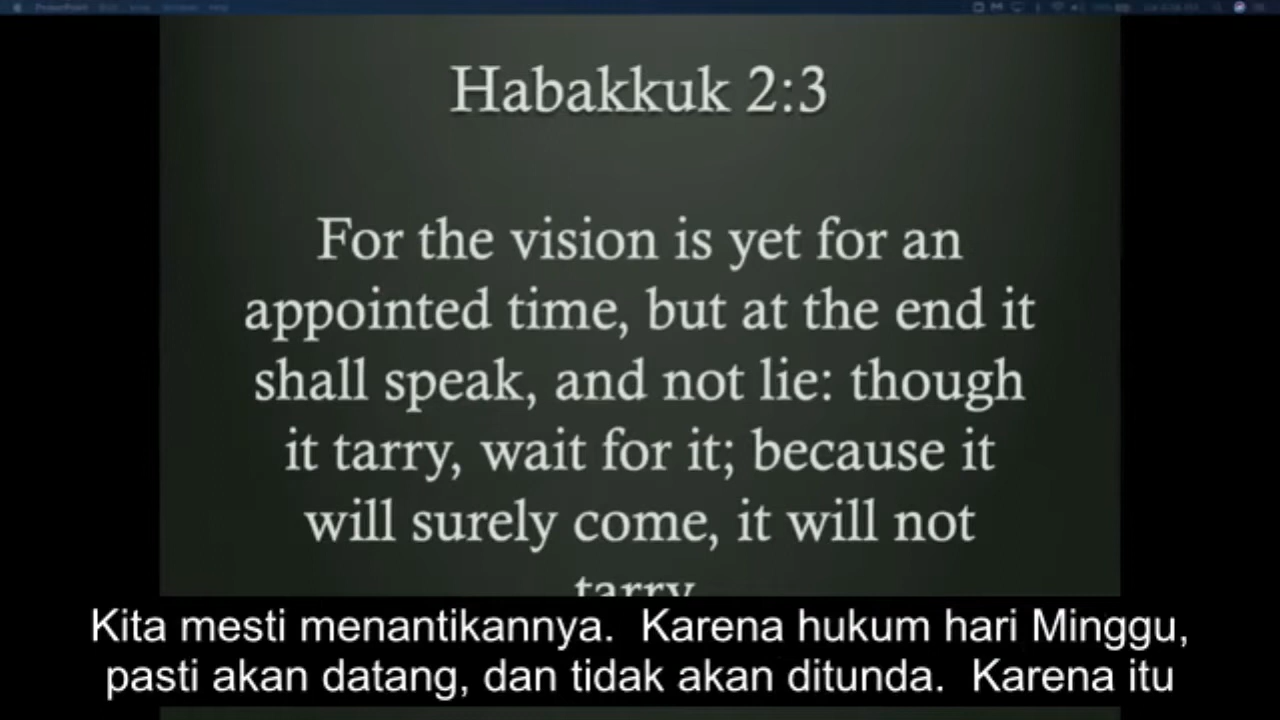 PowerPoint
Habakkuk 2:3
For the vision is yet for an
appointed time, but at the end it
shall speak, and not lie: though
it tarry, wait for it; because it
will surely come, it will not
tarry
Kita mesti menantikannya. Karena hukum hari Minggu,
pasti akan datang, dan tidak akan ditunda. Karena itu